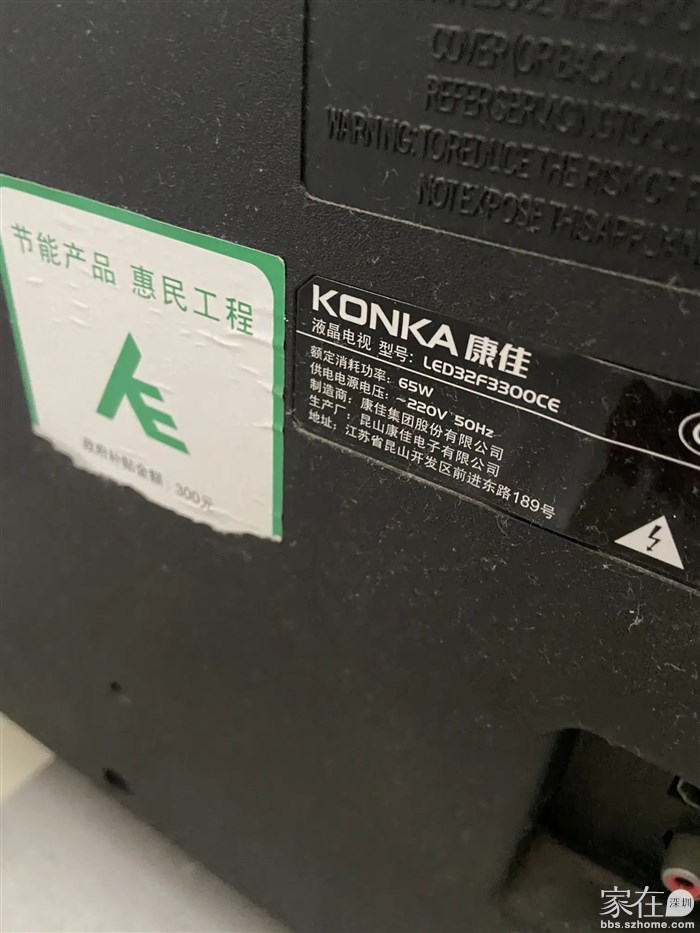 COVER (OR BACK)
REFER SERVICING TO
WARNING: TO REDUCE THE RISK OF
NOT EXPOSE THIS
节能产品 惠民工程
政府补贴金额:300元
KONKA 康佳
液晶电视 型号: LED32F3300CE
额定消耗功率: 65W
供电电源电压: ~220V 50Hz
制造商: 康佳集团股份有限公司
生产厂: 昆山康佳电子有限公司
地址: 江苏省昆山开发区前进东路189号
家在深圳
bbs.szhome.com